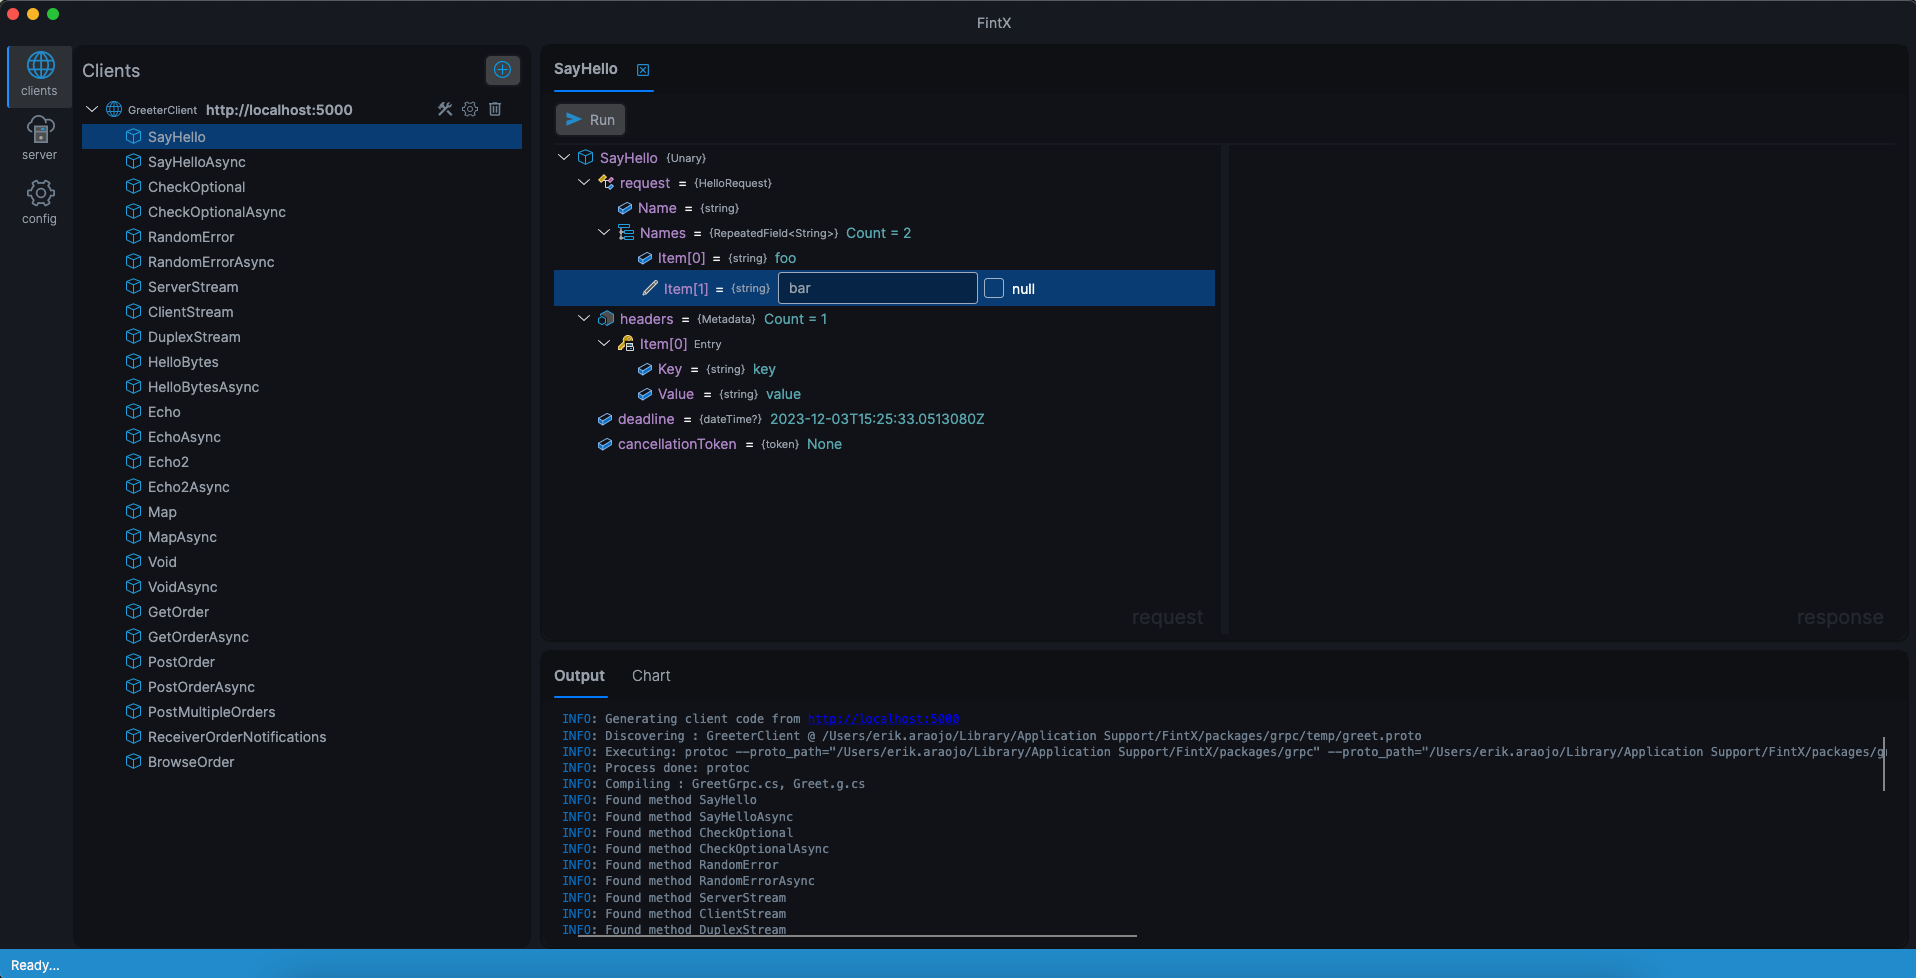 FintX
clients
server
config
Clients
GreeterClient http://localhost:5000
SayHello
SayHelloAsync
CheckOptional
CheckOptionalAsync
RandomError
RandomErrorAsync
ServerStream
ClientStream
DuplexStream
HelloBytes
HelloBytesAsync
Echo
EchoAsync
Echo2
Echo2Async
Map
MapAsync
Void
VoidAsync
GetOrder
GetOrderAsync
PostOrder
PostOrderAsync
PostMultipleOrders
ReceiverOrderNotifications
BrowseOrder
SayHello
Run
SayHello {Unary}
request = {HelloRequest}
Name = {string}
Names = {RepeatedField<String>} Count = 2
Item[0] = {string} foo
Item[1] = {string} bar null
headers = {Metadata} Count = 1
Item[0] Entry
Key = {string} key
Value = {string} value
deadline = {dateTime?} 2023-12-03T15:25:33.0513080Z
cancellationToken = {token} None
request
response
Output Chart
INFO: Generating client code from http://localhost:5000
INFO: Discovering : GreeterClient @ /Users/erik.araojo/Library/Application Support/FintX/packages/grpc/temp/greet.proto
INFO: Executing: protoc --proto_path="/Users/erik.araojo/Library/Application Support/FintX/packages/grpc" --proto_path="/Users/erik.araojo/Library/Application Support/FintX/packages/g
INFO: Process done: protoc
INFO: Compiling : GreetGrpc.cs, Greet.g.cs
INFO: Found method SayHello
INFO: Found method SayHelloAsync
INFO: Found method CheckOptional
INFO: Found method CheckOptionalAsync
INFO: Found method RandomError
INFO: Found method RandomErrorAsync
INFO: Found method ServerStream
INFO: Found method ClientStream
INFO: Found method DuplexStream
Ready...